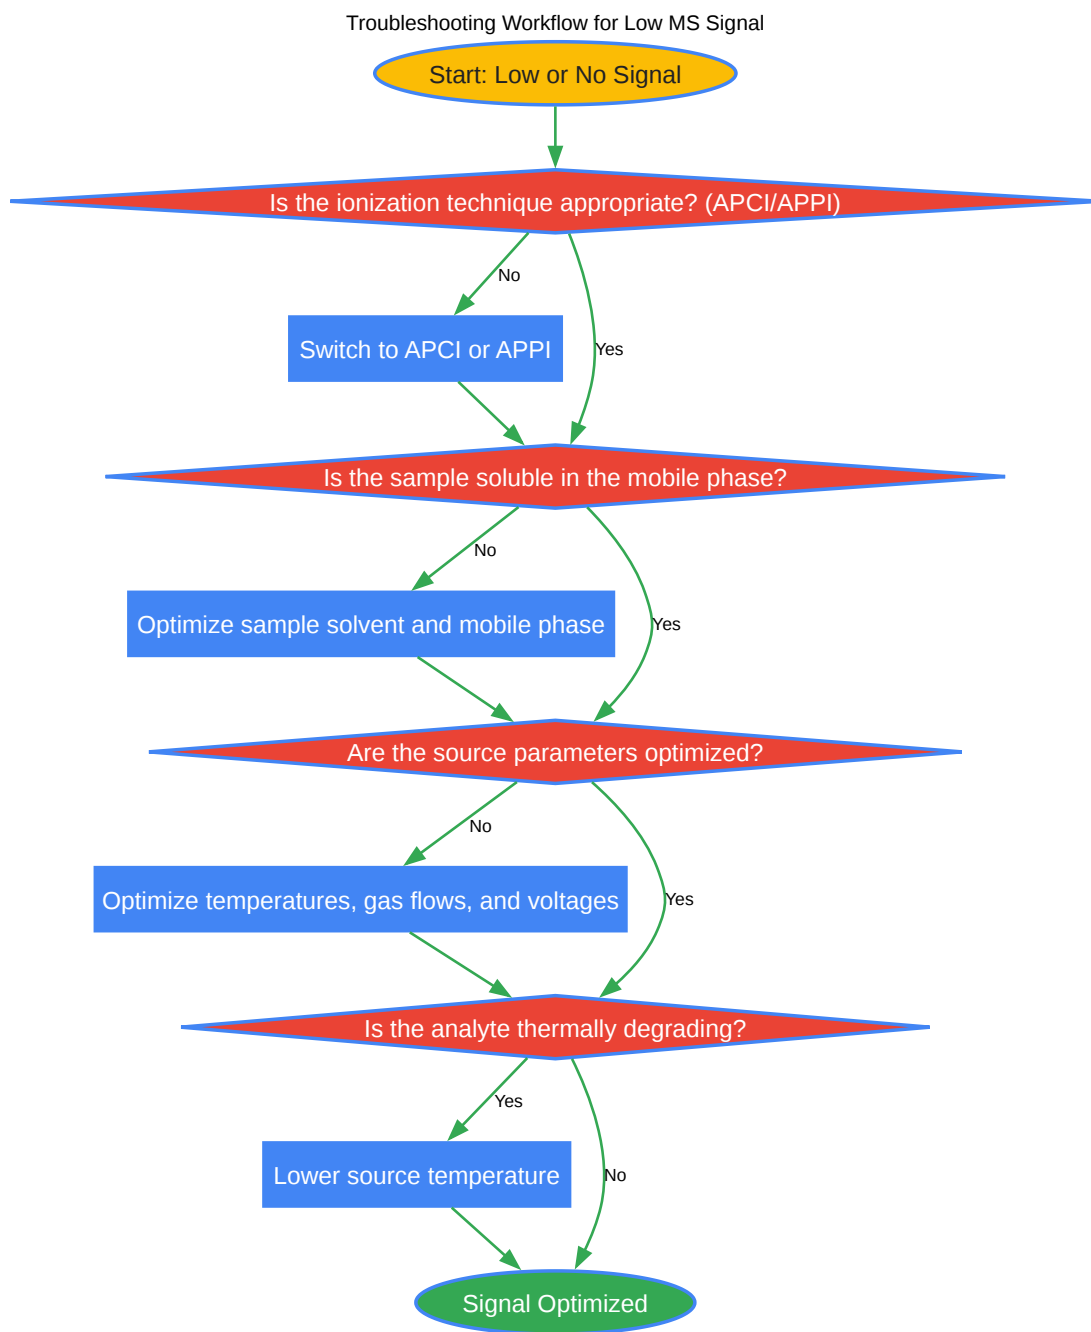 Troubleshooting Workflow for Low MS Signal
Start: Low or No Signal
Is the ionization technique appropriate? (APCI/APPI)
No
Switch to APCI or APPI
Yes
Is the sample soluble in the mobile phase?
No
Optimize sample solvent and mobile phase
Yes
Are the source parameters optimized?
No
Optimize temperatures, gas flows, and voltages
Yes
Is the analyte thermally degrading?
Yes
Lower source temperature
No
Signal Optimized